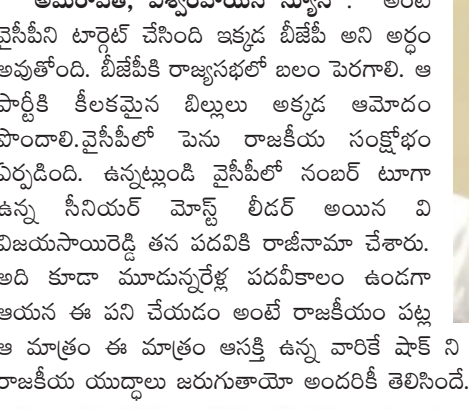 అమరావతి, విశ్వంవాయిస్ న్యూస్ : అంటే
వైసీపీని టార్గెట్ చేసింది ఇక్కడ బీజేపీ అని అర్ధం
అవుతోంది. బీజేపీకి రాజ్యసభలో బలం పెరగాలి. ఆ
పార్టీకి కీలకమైన బిల్లులు అక్కడ ఆమోదం
పొందాలి.వైసీపీలో పెను రాజకీయ సంక్షోభం
ఏర్పడింది. ఉన్నట్లుండి వైసీపీలో నంబర్ టూగా
ఉన్న సీనియర్ మోస్ట్ లీడర్ అయిన వి
విజయసాయిరెడ్డి తన పదవికి రాజీనామా చేశారు.
అది కూడా మూడున్నరేళ్ల పదవీకాలం ఉండగా
ఆయన ఈ పని చేయడం అంటే రాజకీయం పట్ల
ఆ మాత్రం ఈ మాత్రం ఆసక్తి ఉన్న వారికే షాక్ ని
రాజకీయ యుద్ధాలు జరుగుతాయో అందరికీ తెలిసిందే.